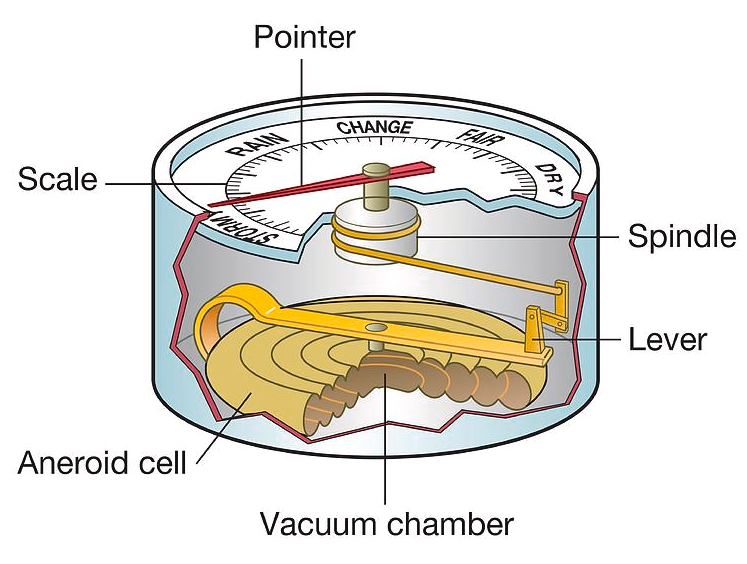 Pointer
RAIN
CHANGE
FAIR
DRY
Scale
STORMY
Spindle
Lever
Aneroid cell
Vacuum chamber